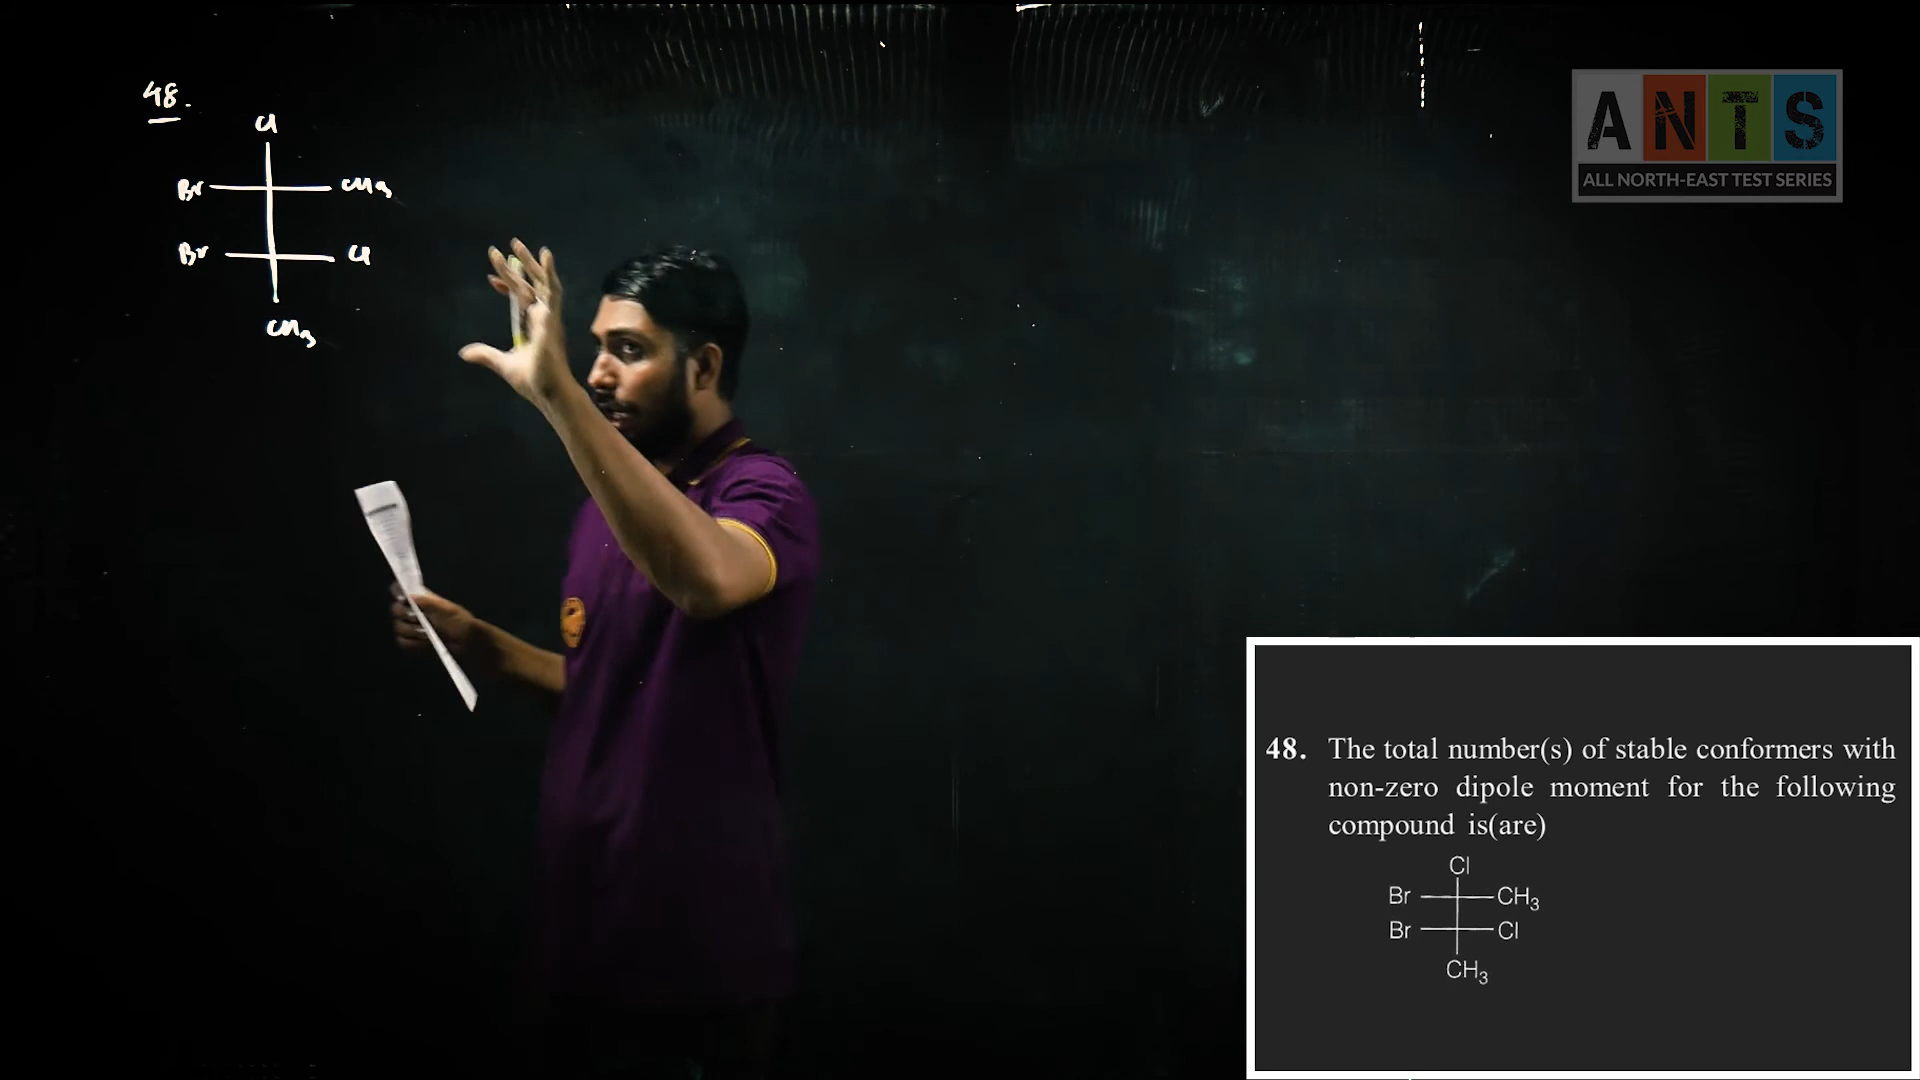 48.
Cl
Br CH3
Br Cl
CH3
ANTS
ALL NORTH-EAST TEST SERIES
48. The total number(s) of stable conformers with
non-zero dipole moment for the following
compound is(are)
Cl
Br CH3
Br Cl
CH3